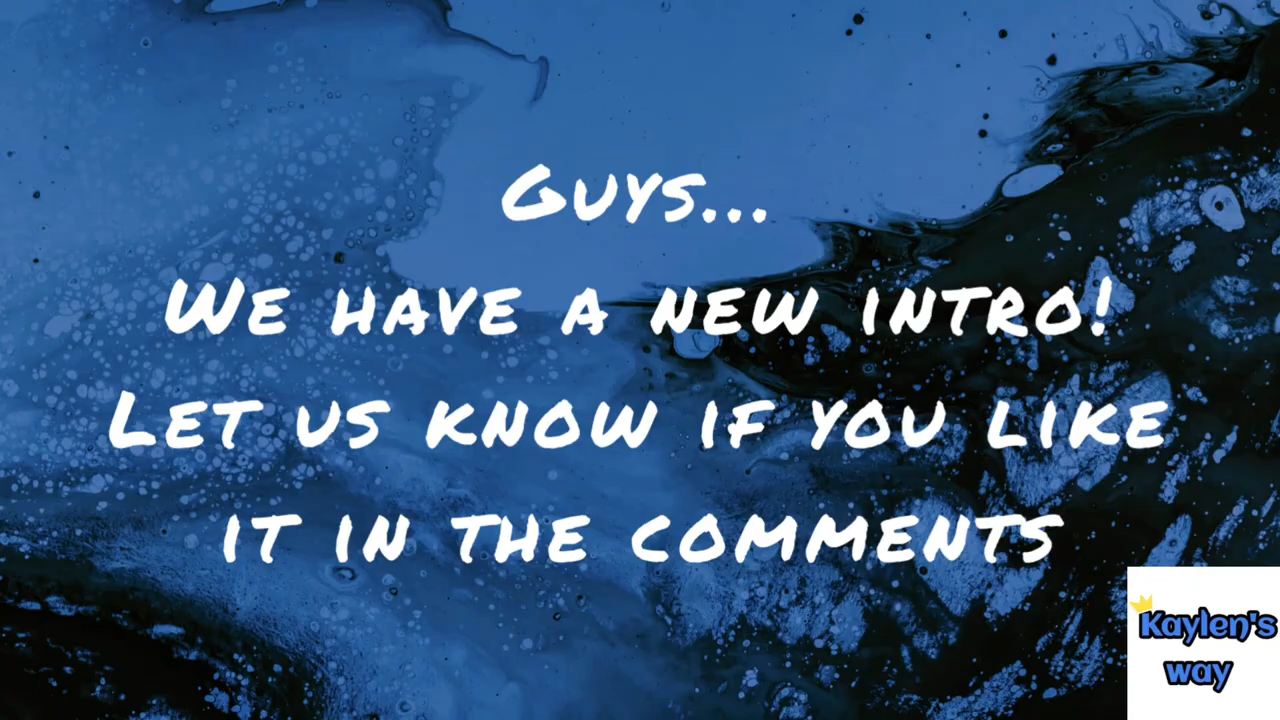 Guys...
We have a new intro!
Let us know if you like
it in the comments
Kaylen's
way